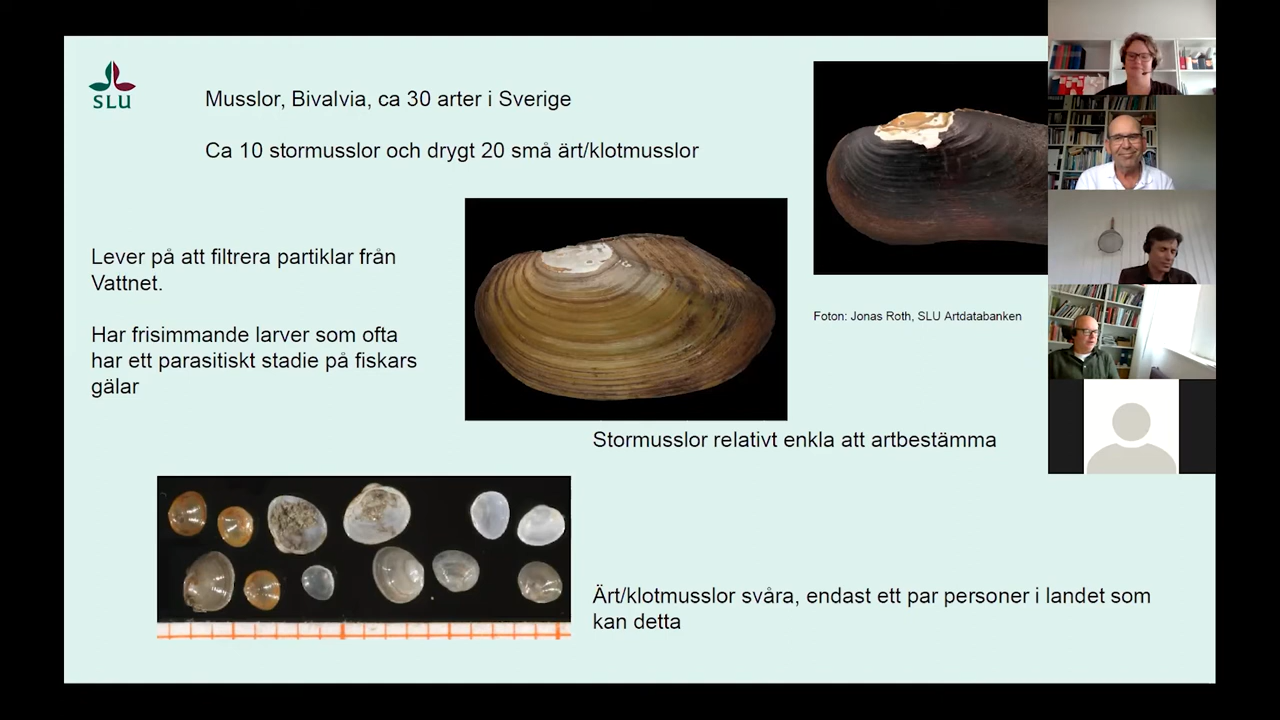 SLU
Musslor, Bivalvia, ca 30 arter i Sverige
Ca 10 stormusslor och drygt 20 små ärt/klotmusslor
Lever på att filtrera partiklar från
Vattnet.
Har frisimmande larver som ofta
har ett parasitiskt stadie på fiskars
gälar
Foton: Jonas Roth, SLU Artdatabanken
Stormusslor relativt enkla att artbestämma
Ärt/klotmusslor svåra, endast ett par personer i landet som
kan detta